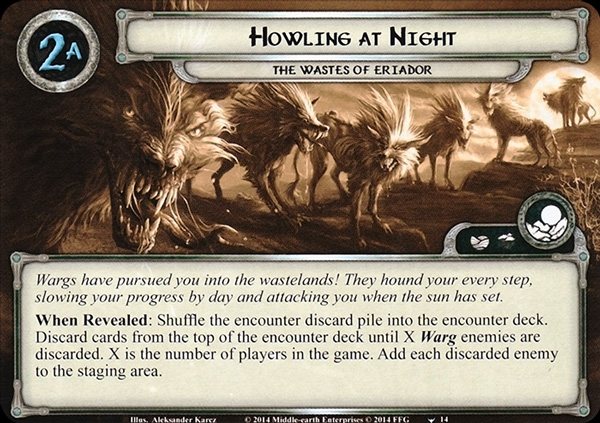 2A
HOWLING AT NIGHT
THE WASTES OF ERIADOR
Wargs have pursued you into the wastelands! They hound your every step,
slowing your progress by day and attacking you when the sun has set.
When Revealed: Shuffle the encounter discard pile into the encounter deck.
Discard cards from the top of the encounter deck until X Warg enemies are
discarded. X is the number of players in the game. Add each discarded enemy
to the staging area.
Illus. Aleksander Karcz © 2014 Middle-earth Enterprises © 2014 FFG 14